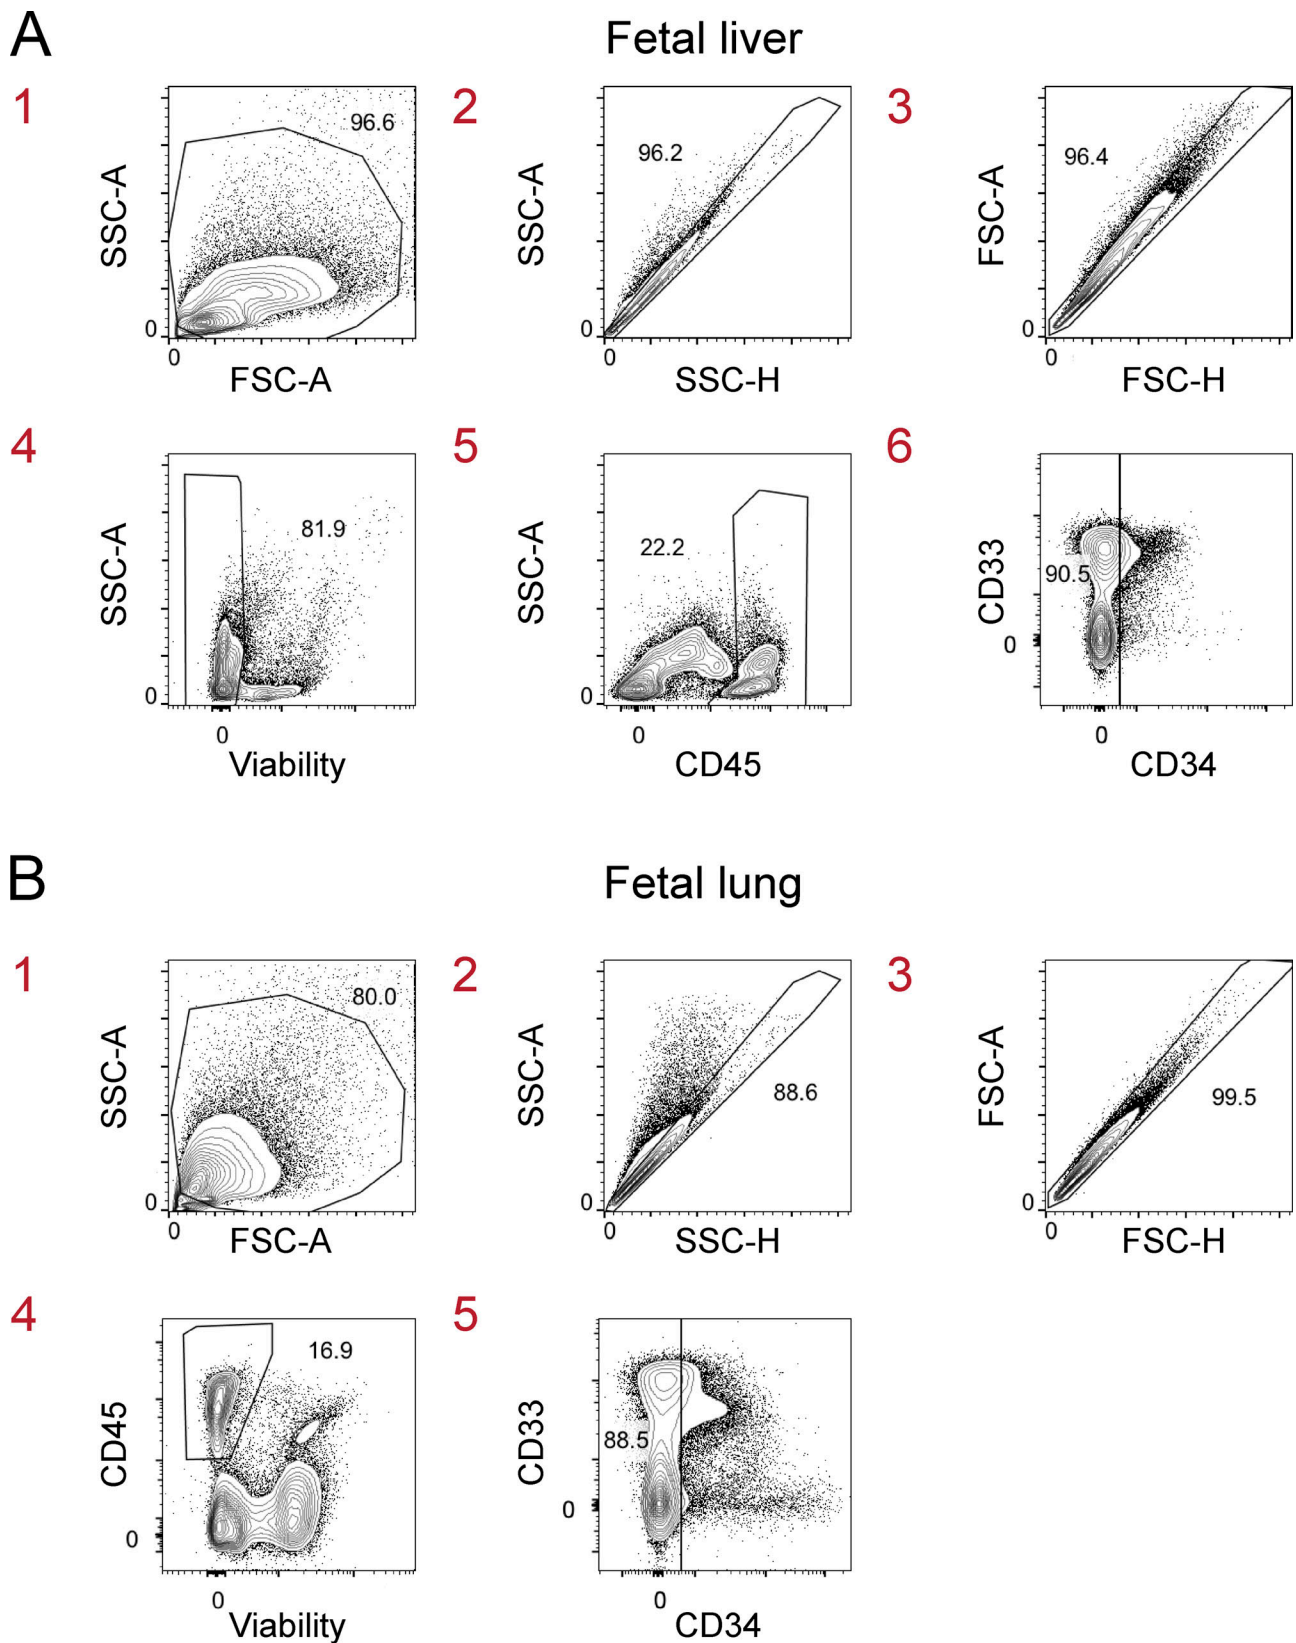 A
Fetal liver
1
96.6
SSC-A
0
0
FSC-A
2
96.2
SSC-A
0
0
SSC-H
3
96.4
FSC-A
0
0
FSC-H
4
81.9
SSC-A
0
0
Viability
5
22.2
SSC-A
0
0
CD45
6
90.5
CD33
0
0
CD34
B
Fetal lung
1
80.0
SSC-A
0
0
FSC-A
2
88.6
SSC-A
0
0
SSC-H
3
99.5
FSC-A
0
0
FSC-H
4
16.9
CD45
0
0
Viability
5
88.5
CD33
0
0
CD34